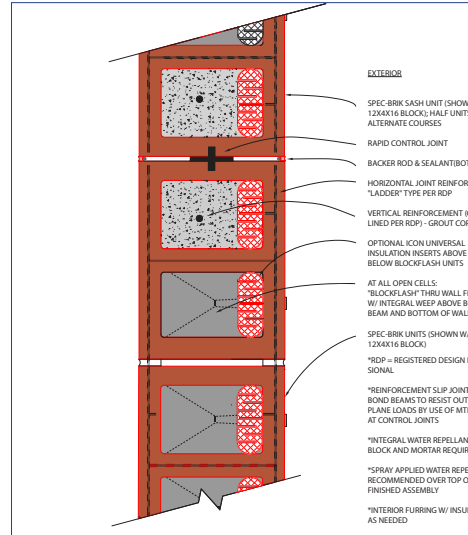 EXTERIOR
SPEC-BRIK SASH UNIT (SHOW
12X4X16 BLOCK); HALF UNITS
ALTERNATE COURSES
RAPID CONTROL JOINT
BACKER ROD & SEALANT(BOT
HORIZONTAL JOINT REINFOR
"LADDER" TYPE PER RDP
VERTICAL REINFORCEMENT (
LINED PER RDP) - GROUT COR
OPTIONAL ICON UNIVERSAL
INSULATION INSERTS ABOVE
BELOW BLOCKFLASH UNITS
AT ALL OPEN CELLS:
"BLOCKFLASH" THRU WALL F
W/ INTEGRAL WEEP ABOVE B
BEAM AND BOTTOM OF WAL
SPEC-BRIK UNITS (SHOWN W/
12X4X16 BLOCK)
*RDP = REGISTERED DESIGN
SIONAL
*REINFORCEMENT SLIP JOINT
BOND BEAMS TO RESIST OUT
PLANE LOADS BY USE OF MT
AT CONTROL JOINTS
*INTEGRAL WATER REPELLAN
BLOCK AND MORTAR REQUIR
*SPRAY APPLIED WATER REPE
RECOMMENDED OVER TOP O
FINISHED ASSEMBLY
*INTERIOR FURRING W/ INSU
AS NEEDED